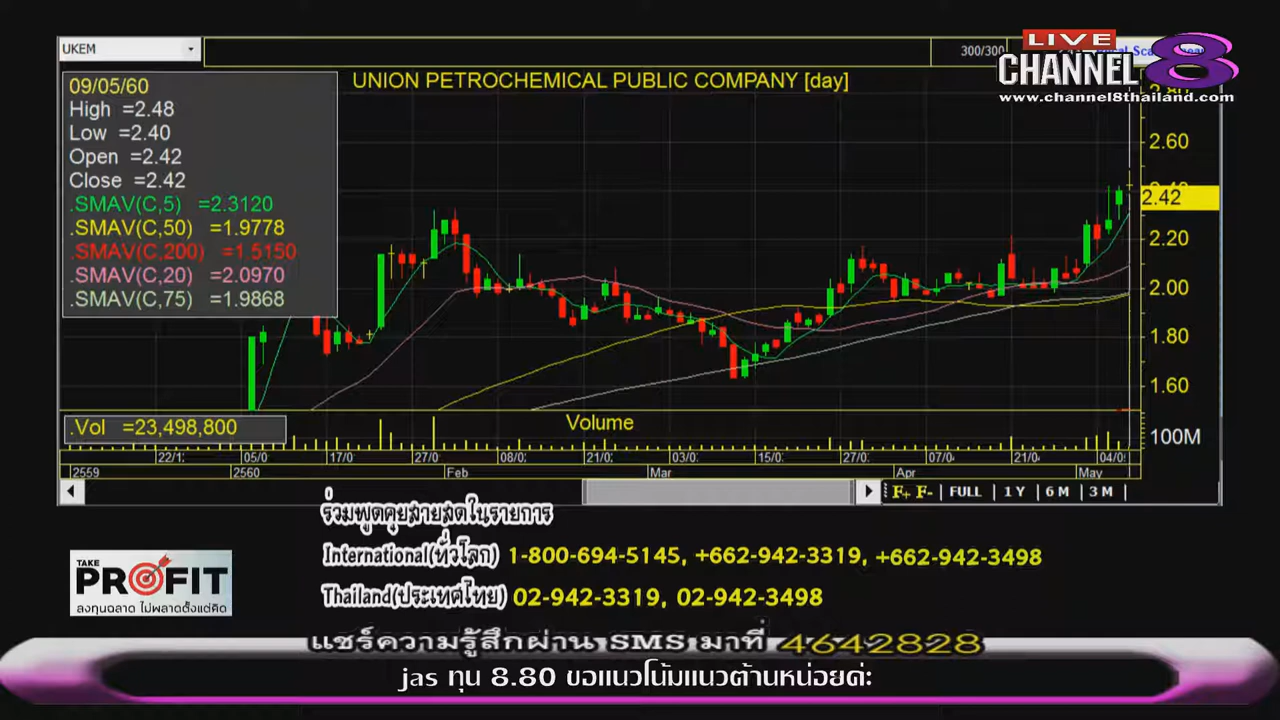 UKEM
300/300
LIVE
CHANNEL 8
www.channel8thailand.com
UNION PETROCHEMICAL PUBLIC COMPANY [day]
09/05/60
High =2.48
Low =2.40
Open =2.42
Close =2.42
.SMAV(C,5) =2.3120
.SMAV(C,50) =1.9778
.SMAV(C,200) =1.5150
.SMAV(C,20) =2.0970
.SMAV(C,75) =1.9868
2.80
2.60
2.42
2.20
2.00
1.80
1.60
.Vol =23,498,800
Volume
100M
22/1: 05/0 17/0: 27/0: 08/0: 21/0: 03/0: 15/0: 27/0: 07/0- 21/0- 04/0
2559 2560 Feb Mar Apr May
F+ F- FULL 1 Y 6 M 3 M
ร่วมพูดคุยสายสดในรายการ
International(ทั่วโลก) 1-800-694-5145, +662-942-3319, +662-942-3498
Thailand(ประเทศไทย) 02-942-3319, 02-942-3498
TAKE
PROFIT
ลงทุนฉลาด ไม่พลาดตั้งแต่คิด
แชร์ความรู้สึกผ่าน SMS มาที่ 4642828
jas ทุน 8.80 ขอแนวโน้มแนวต้านหน่อยค่ะ